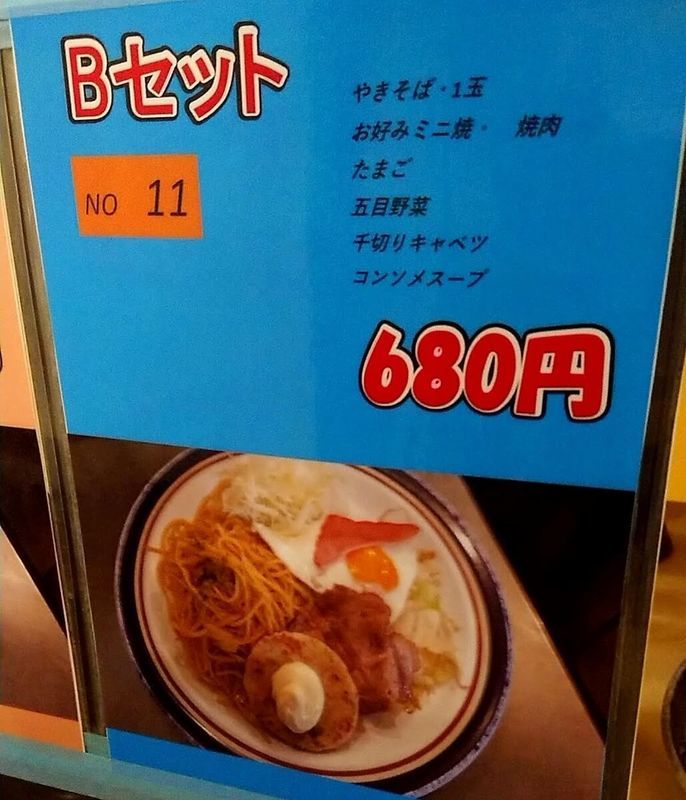 Bセット
NO 11
やきそば・1玉
お好みミニ焼・ 焼肉
たまご
五目野菜
千切りキャベツ
コンソメスープ
680円